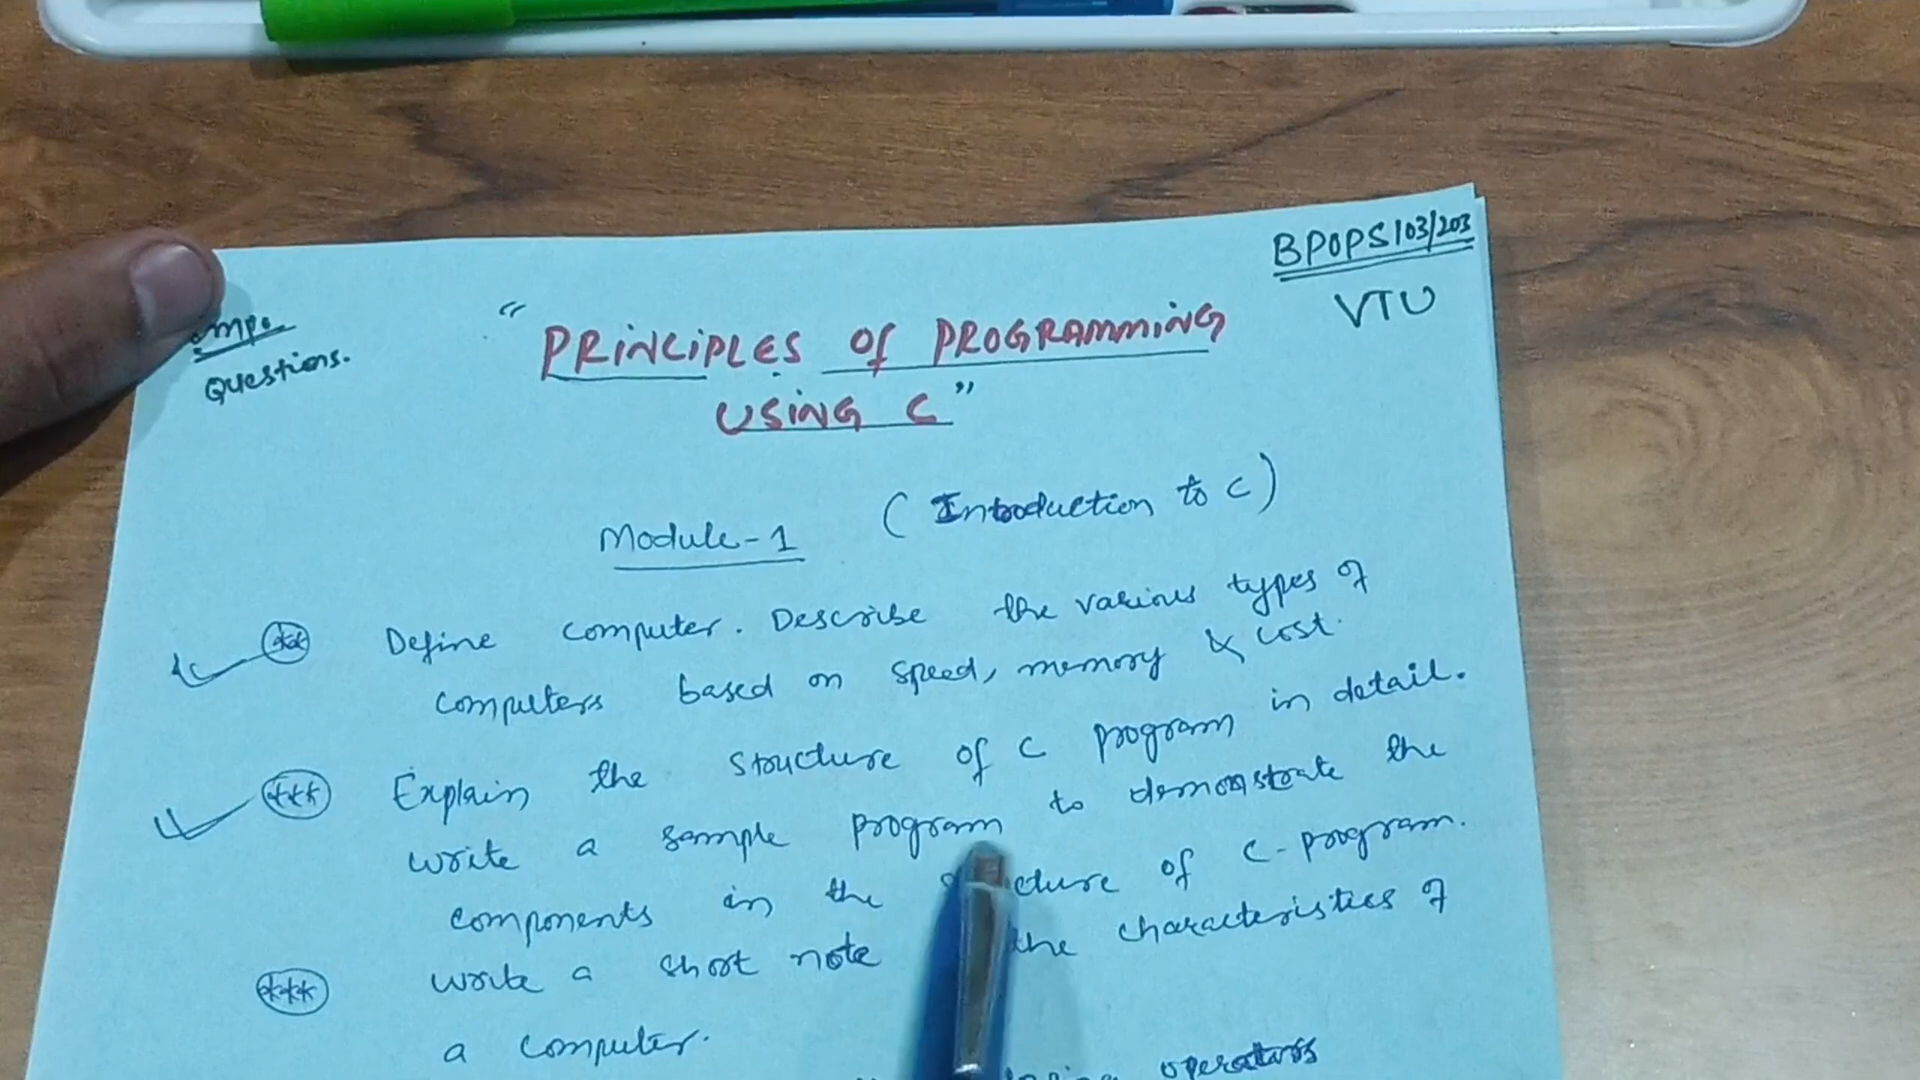 BPOPS103/203
VTU
Imp.
Questions.
"PRINCIPLES OF PROGRAMMING
USING C"
Module-1 (Introduction to C)
** Define computer. Describe the various types of
computers based on speed, memory & cost.
*** Explain the structure of C program in detail.
write a sample program to demonstrate the
components in the of C-program.
*** write a short note the characteristics of
a computer.
operators